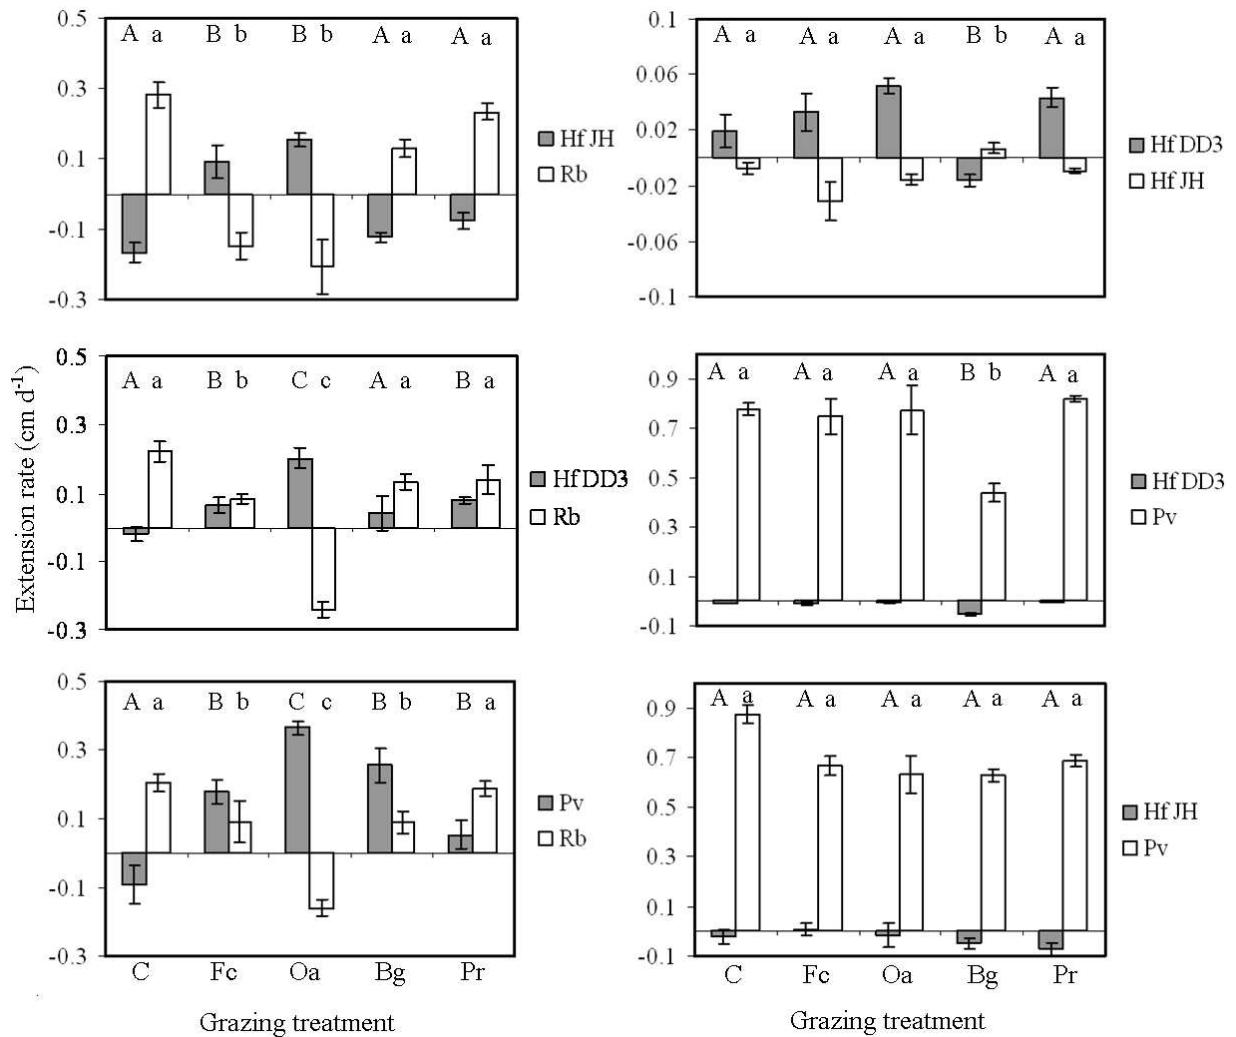 0.5
0.3
0.1
-0.1
-0.3
A a B b B b A a A a
Hf JH
Rb
0.1
0.06
0.02
-0.02
-0.06
-0.1
A a A a A a B b A a
Hf DD3
Hf JH
Extension rate (cm d-1)
0.5
0.3
0.1
-0.1
-0.3
A a B b C c A a B a
Hf DD3
Rb
0.9
0.7
0.5
0.3
0.1
-0.1
A a A a A a B b A a
Hf DD3
Pv
0.5
0.3
0.1
-0.1
-0.3
A a B b C c B b B a
Pv
Rb
C Fc Oa Bg Pr
Grazing treatment
0.9
0.7
0.5
0.3
0.1
-0.1
A a A a A a A a A a
Hf JH
Pv
C Fc Oa Bg Pr
Grazing treatment